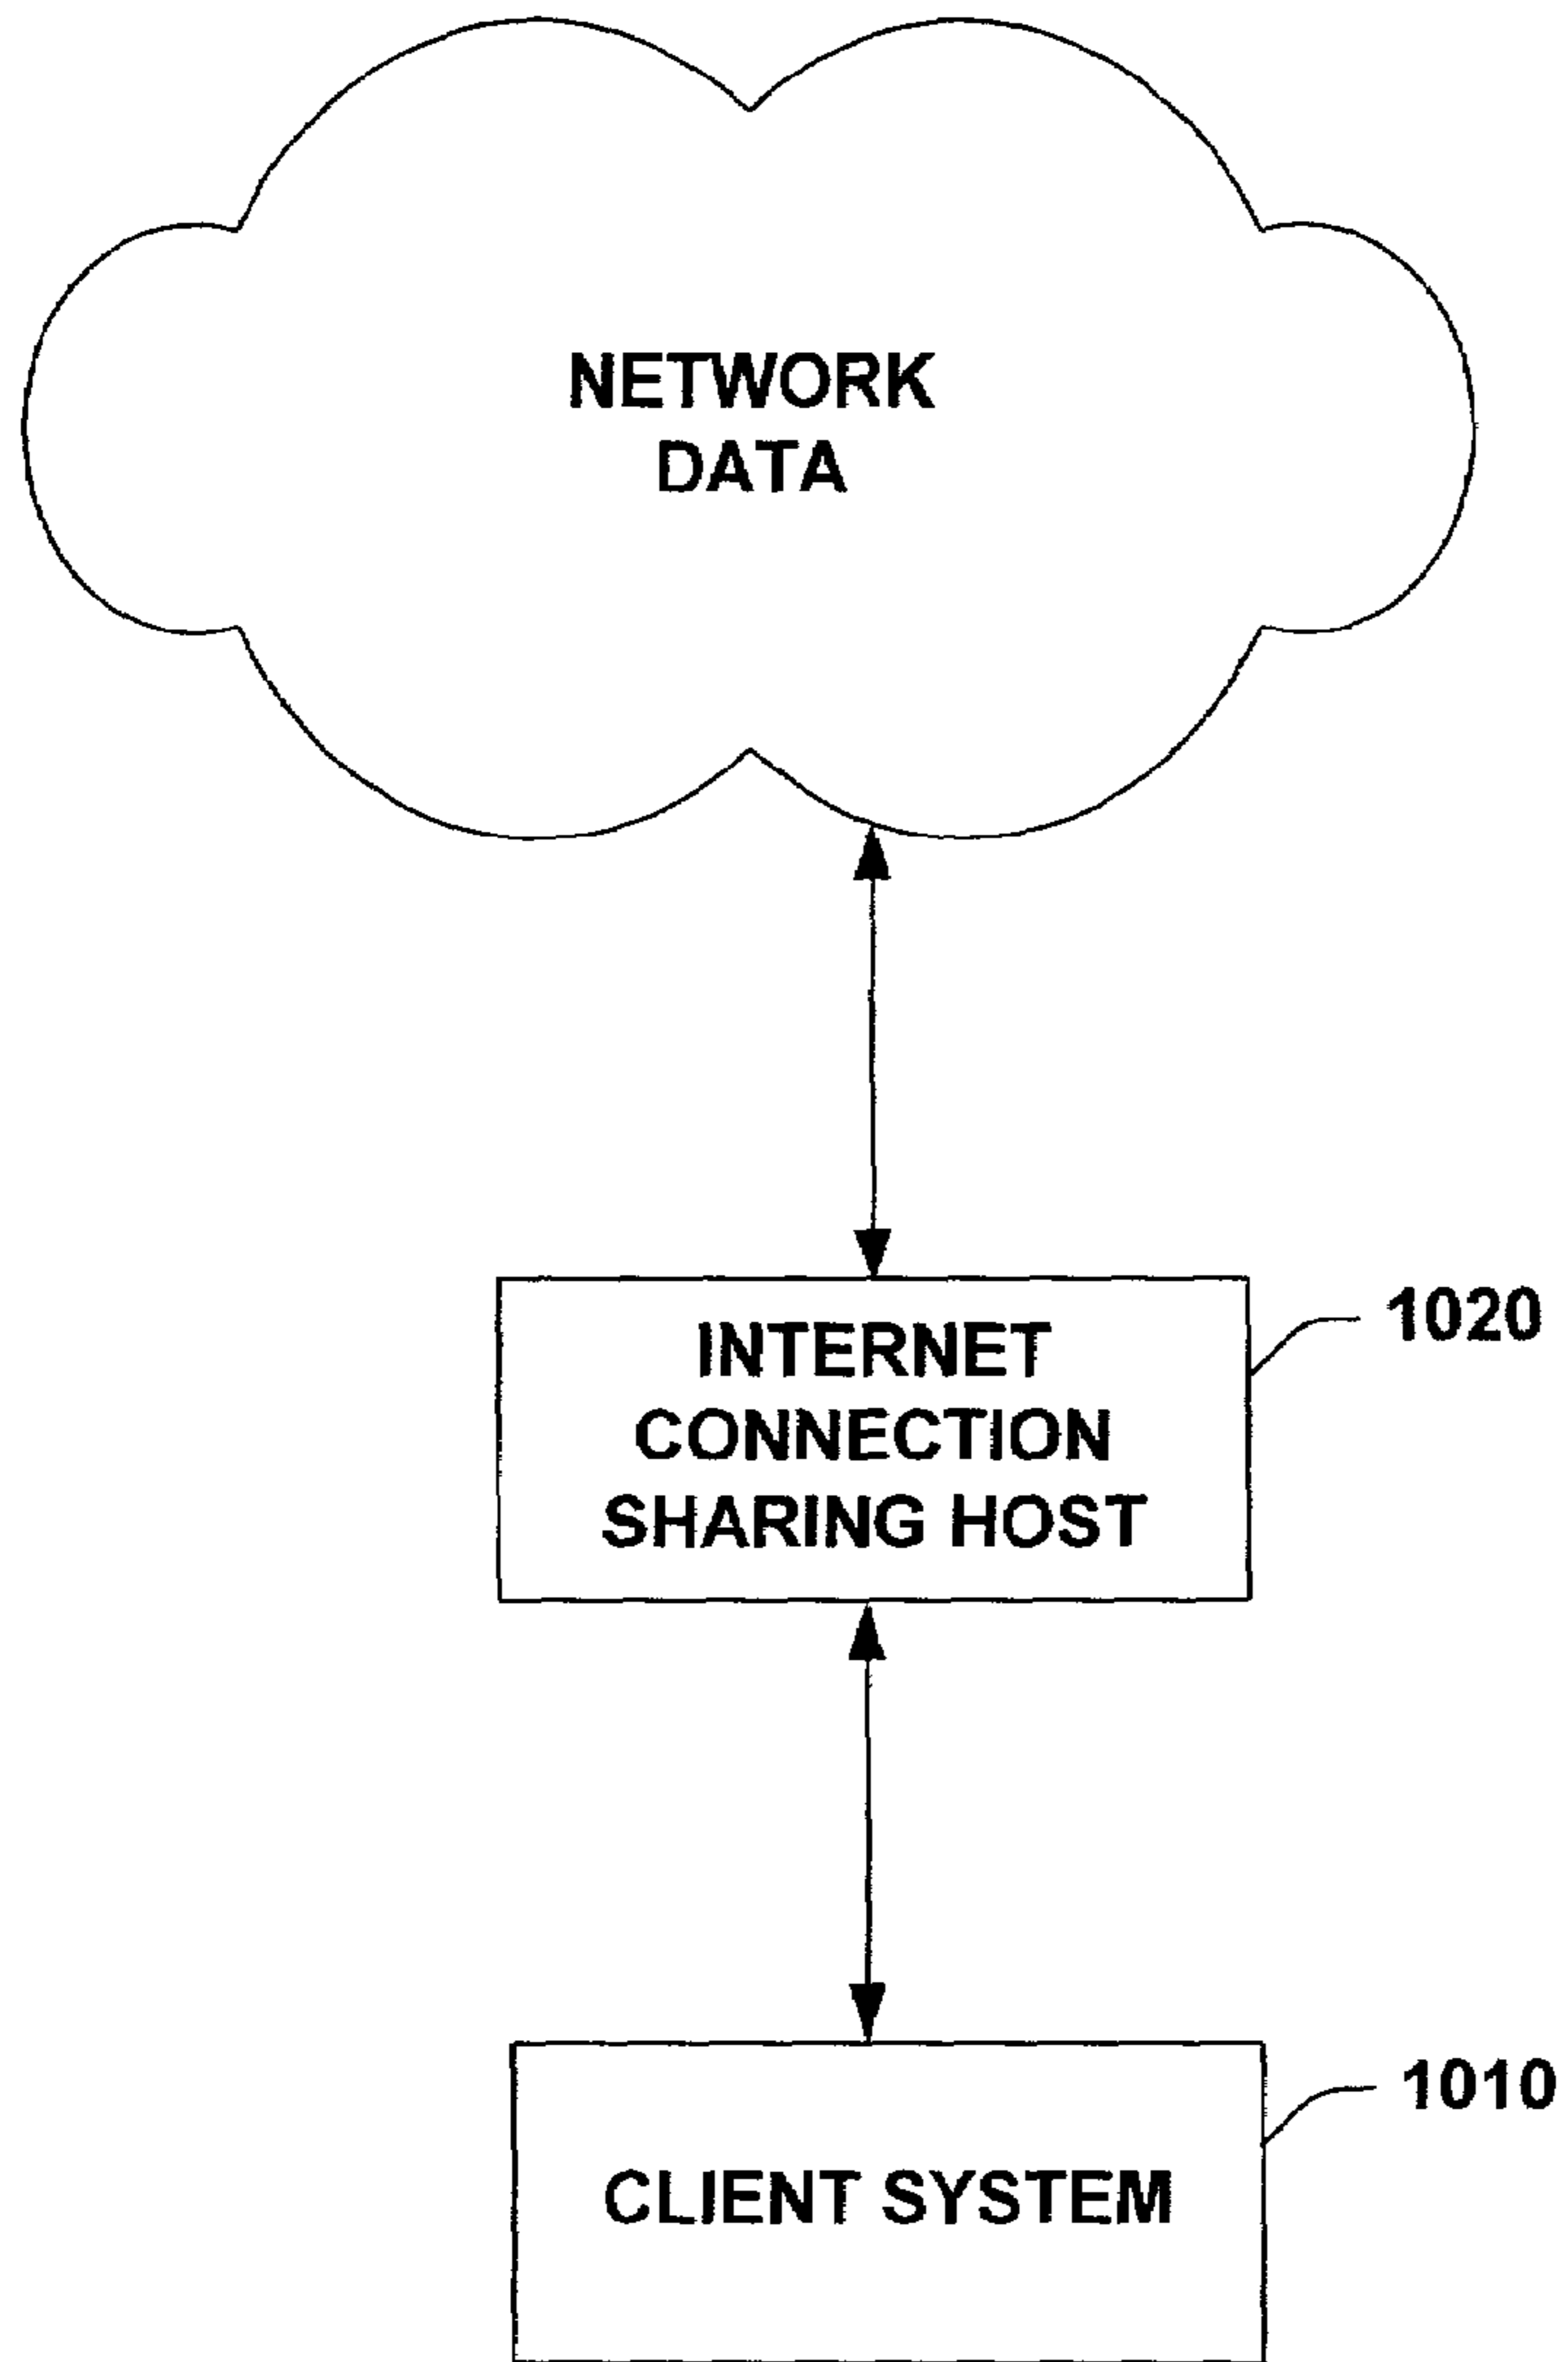 NETWORK
DATA
INTERNET
CONNECTION
SHARING HOST
1020
CLIENT SYSTEM
1010